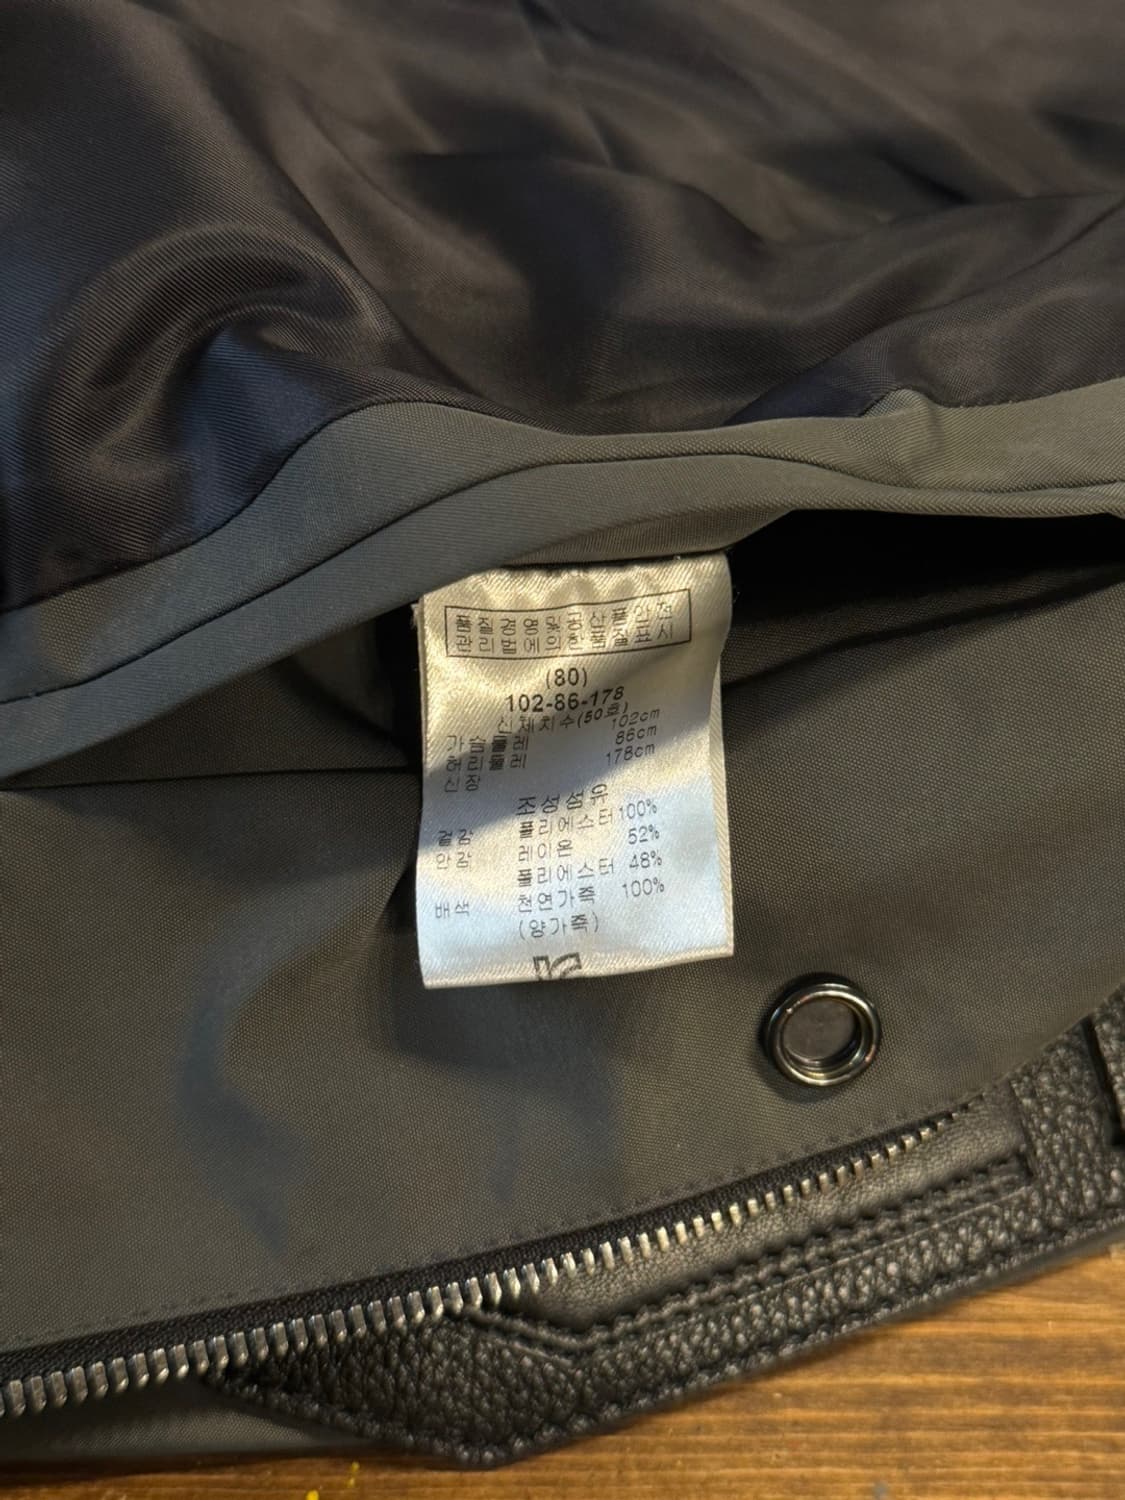 품질경영및공산품안전
관리법에의한품질표시
(80)
102-86-178
신체치수(50호)
가슴둘레 102cm
허리둘레 86cm
신장 178cm
조성섬유
겉감 폴리에스터 100%
안감 레이온 52%
폴리에스터 48%
배색 천연가죽 100%
(양가죽)